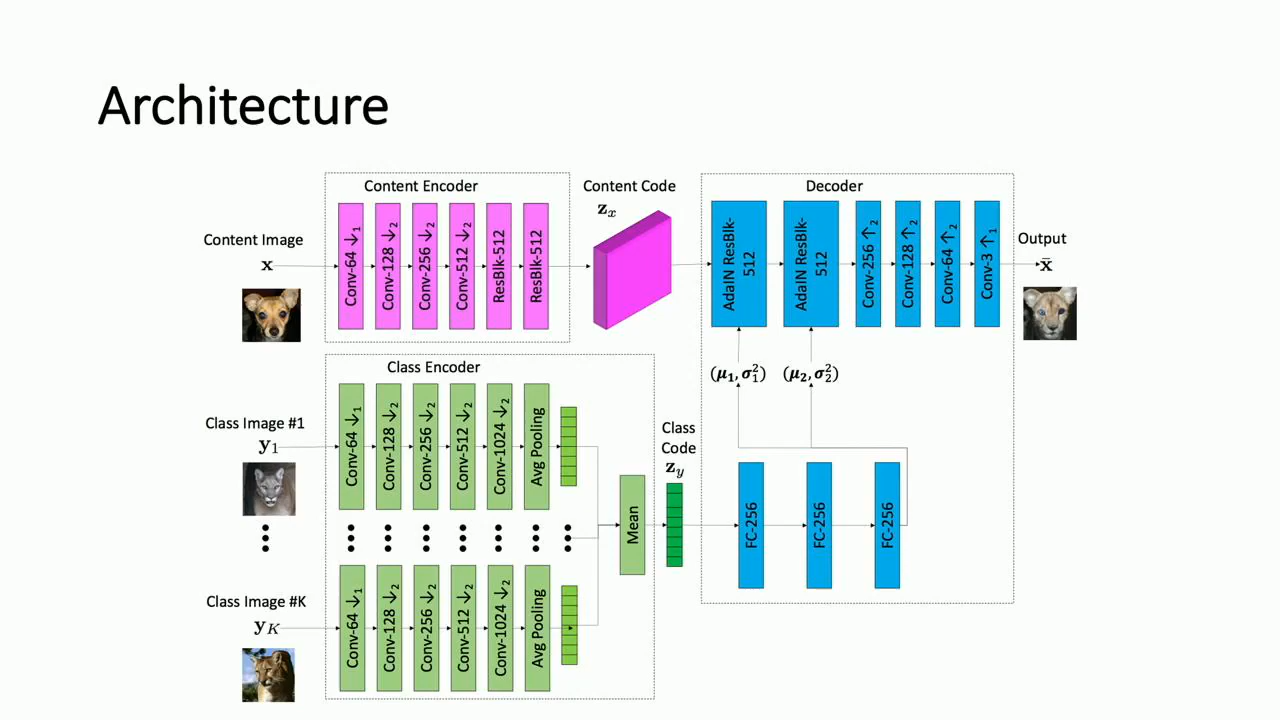 Architecture
Content Encoder
Content Code
Decoder
z_x
Content Image
x
Conv-64 ↓1
Conv-128 ↓2
Conv-256 ↓2
Conv-512 ↓2
ResBlk-512
ResBlk-512
AdaIN ResBlk-
512
AdaIN ResBlk-
512
Conv-256 ↑2
Conv-128 ↑2
Conv-64 ↑2
Conv-3 ↑1
Output
x̄
Class Encoder
(μ₁, σ₁²) (μ₂, σ₂²)
Class Image #1
y₁
Conv-64 ↓1
Conv-128 ↓2
Conv-256 ↓2
Conv-512 ↓2
Conv-1024 ↓2
Avg Pooling
Class
Code
z_y
Mean
FC-256
FC-256
FC-256
Class Image #K
y_K
Conv-64 ↓1
Conv-128 ↓2
Conv-256 ↓2
Conv-512 ↓2
Conv-1024 ↓2
Avg Pooling